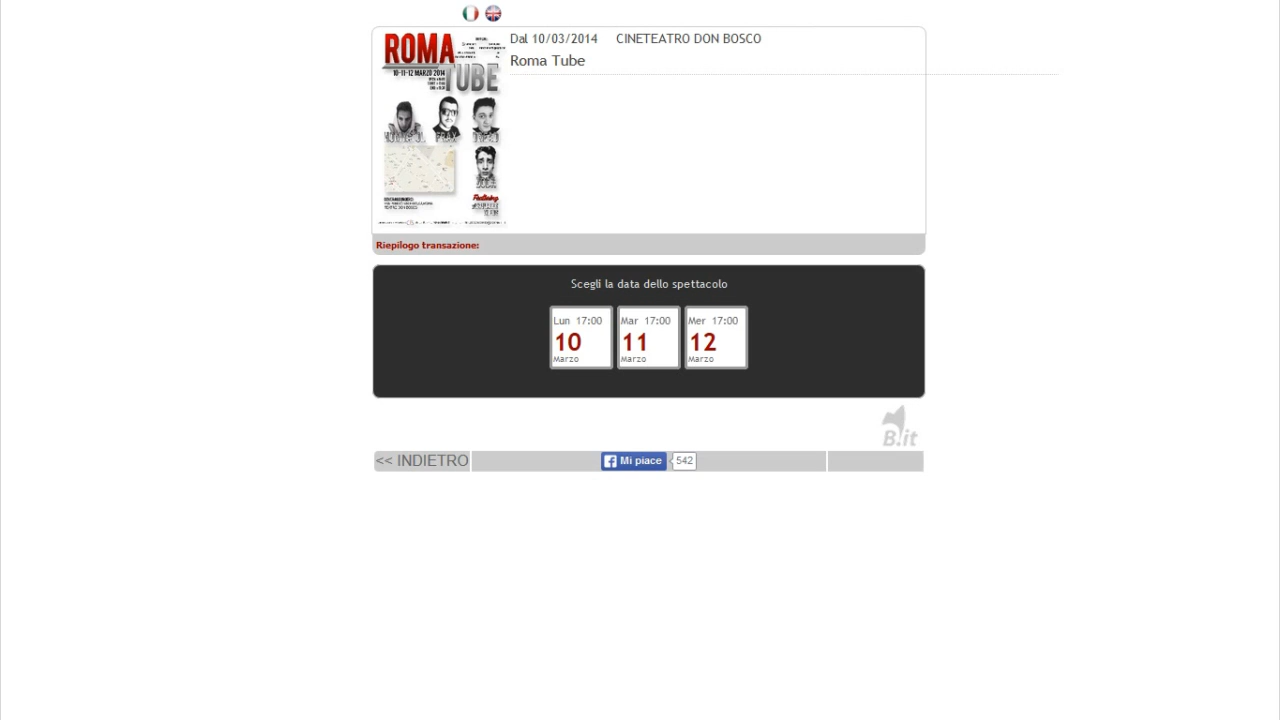 Dal 10/03/2014 CINETEATRO DON BOSCO
Roma Tube
ROMA
10-11-12 MARZO 2014
TUBE
Riepilogo transazione:
Scegli la data dello spettacolo
Lun 17:00
10
Marzo
Mar 17:00
11
Marzo
Mer 17:00
12
Marzo
B.it
<< INDIETRO
Mi piace
542